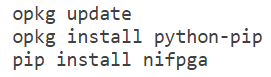 opkg update
opkg install python-pip
pip install nifpga